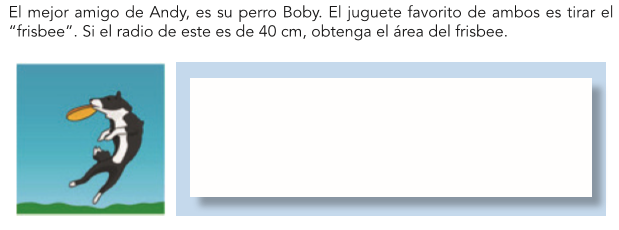 El mejor amigo de Andy, es su perro Boby. El juguete favorito de ambos es tirar el
“frisbee”. Si el radio de este es de 40 cm, obtenga el área del frisbee.